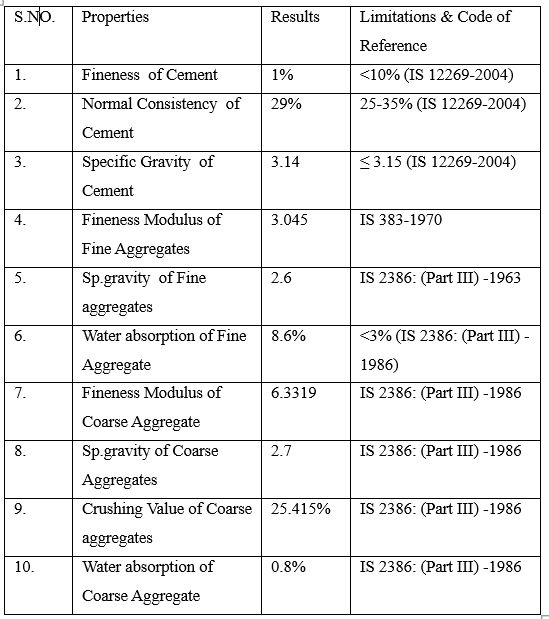 S.NO. Properties Results Limitations & Code of
Reference
1. Fineness of Cement 1% <10% (IS 12269-2004)
2. Normal Consistency of 29% 25-35% (IS 12269-2004)
Cement
3. Specific Gravity of 3.14 ≤ 3.15 (IS 12269-2004)
Cement
4. Fineness Modulus of 3.045 IS 383-1970
Fine Aggregates
5. Sp.gravity of Fine 2.6 IS 2386: (Part III) -1963
aggregates
6. Water absorption of Fine 8.6% <3% (IS 2386: (Part III) -
Aggregate 1986)
7. Fineness Modulus of 6.3319 IS 2386: (Part III) -1986
Coarse Aggregate
8. Sp.gravity of Coarse 2.7 IS 2386: (Part III) -1986
Aggregates
9. Crushing Value of Coarse 25.415% IS 2386: (Part III) -1986
aggregates
10. Water absorption of 0.8% IS 2386: (Part III) -1986
Coarse Aggregate